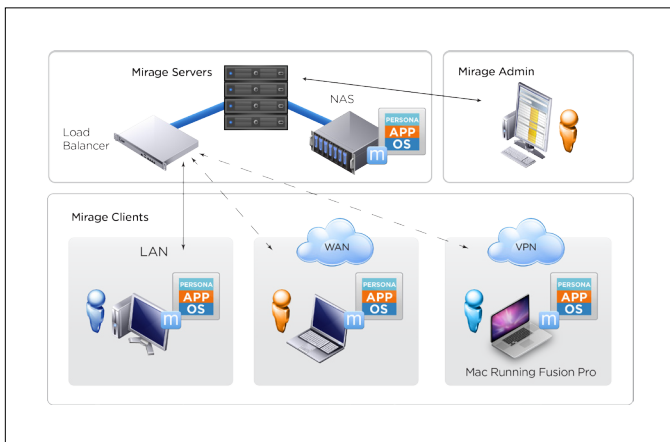 Mirage Servers
Mirage Admin
NAS
Load
Balancer
PERSONA
APP
OS
m
Mirage Clients
LAN
WAN
VPN
PERSONA
APP
OS
m
PERSONA
APP
OS
m
PERSONA
APP
OS
m
Mac Running Fusion Pro